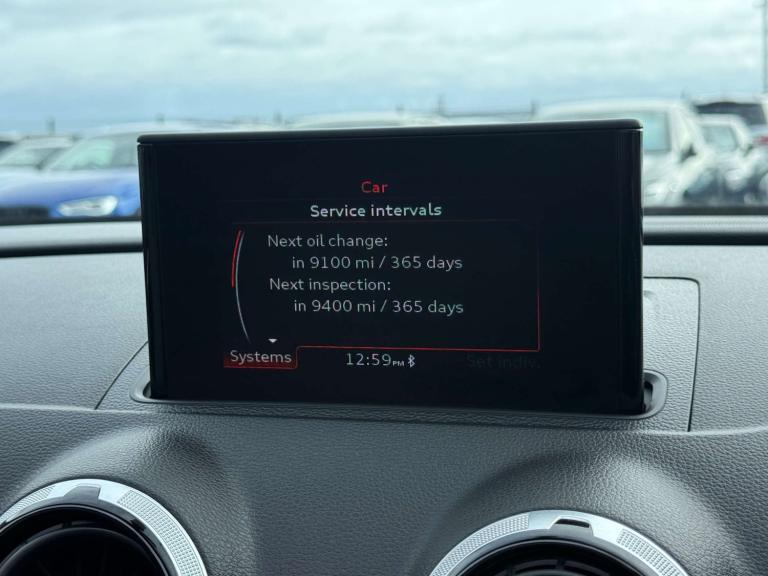 Car
Service intervals
Next oil change:
in 9100 mi / 365 days
Next inspection:
in 9400 mi / 365 days
Systems 12:59PM Set indiv.